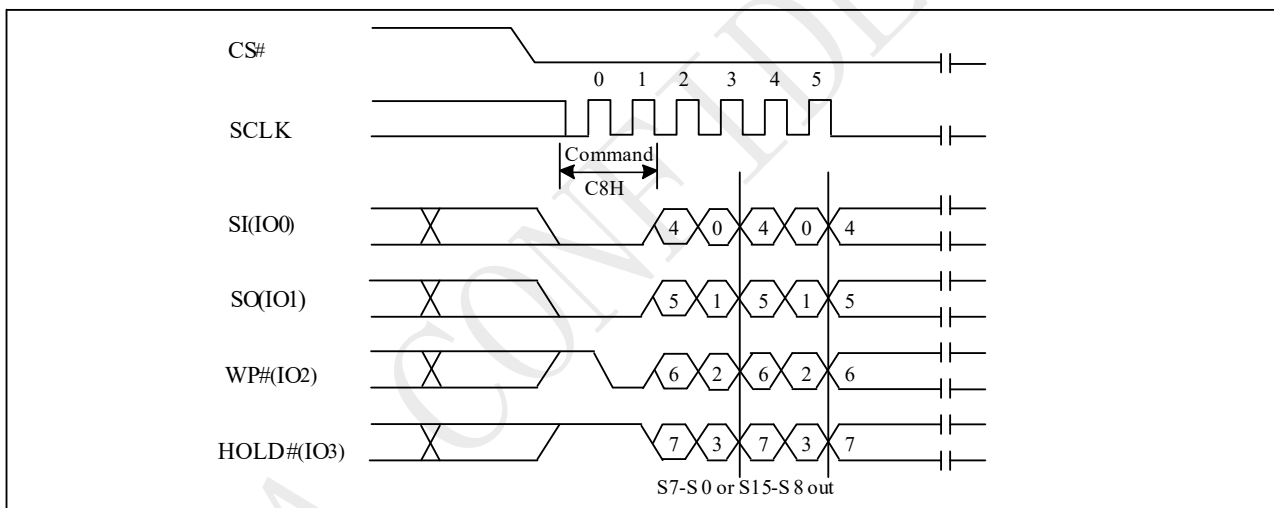 CS#
0 1 2 3 4 5
SCLK
Command
C8H
SI(IO0)
4 0 4 0 4
SO(IO1)
5 1 5 1 5
WP#(IO2)
6 2 6 2 6
HOLD#(IO3)
7 3 7 3 7
S7-S0 or S15-S8 out